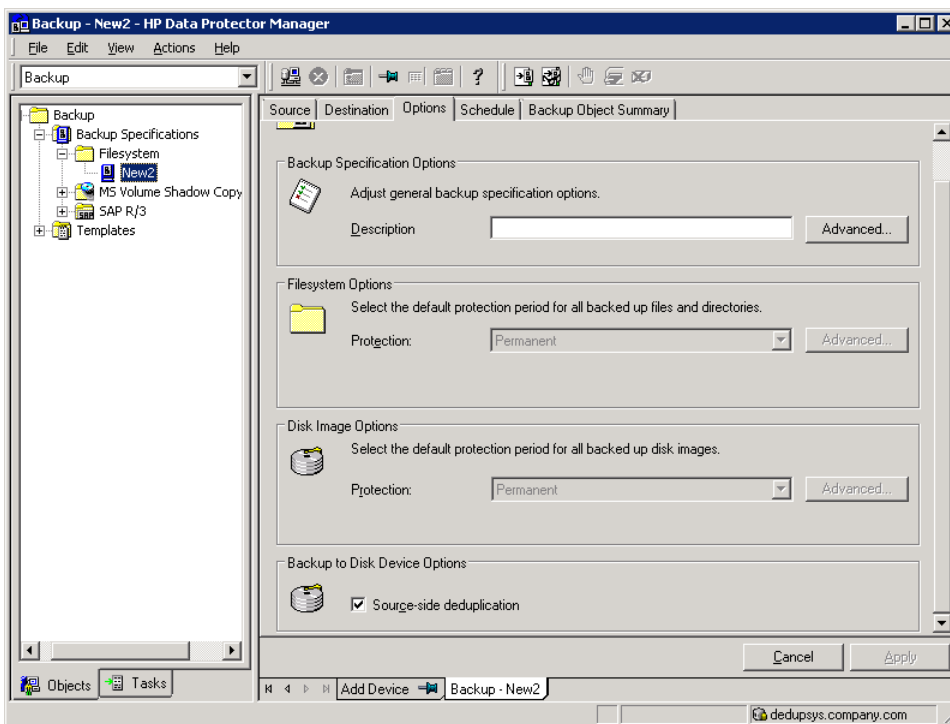 Backup - New2 - HP Data Protector Manager
File Edit View Actions Help
Backup
Source Destination Options Schedule Backup Object Summary
Backup
Backup Specifications
Filesystem
New2
MS Volume Shadow Copy
SAP R/3
Templates
Backup Specification Options
Adjust general backup specification options.
Description
Advanced...
Filesystem Options
Select the default protection period for all backed up files and directories.
Protection: Permanent Advanced...
Disk Image Options
Select the default protection period for all backed up disk images.
Protection: Permanent Advanced...
Backup to Disk Device Options
Source-side deduplication
Cancel Apply
Objects Tasks
Add Device Backup - New2
dedupsys.company.com